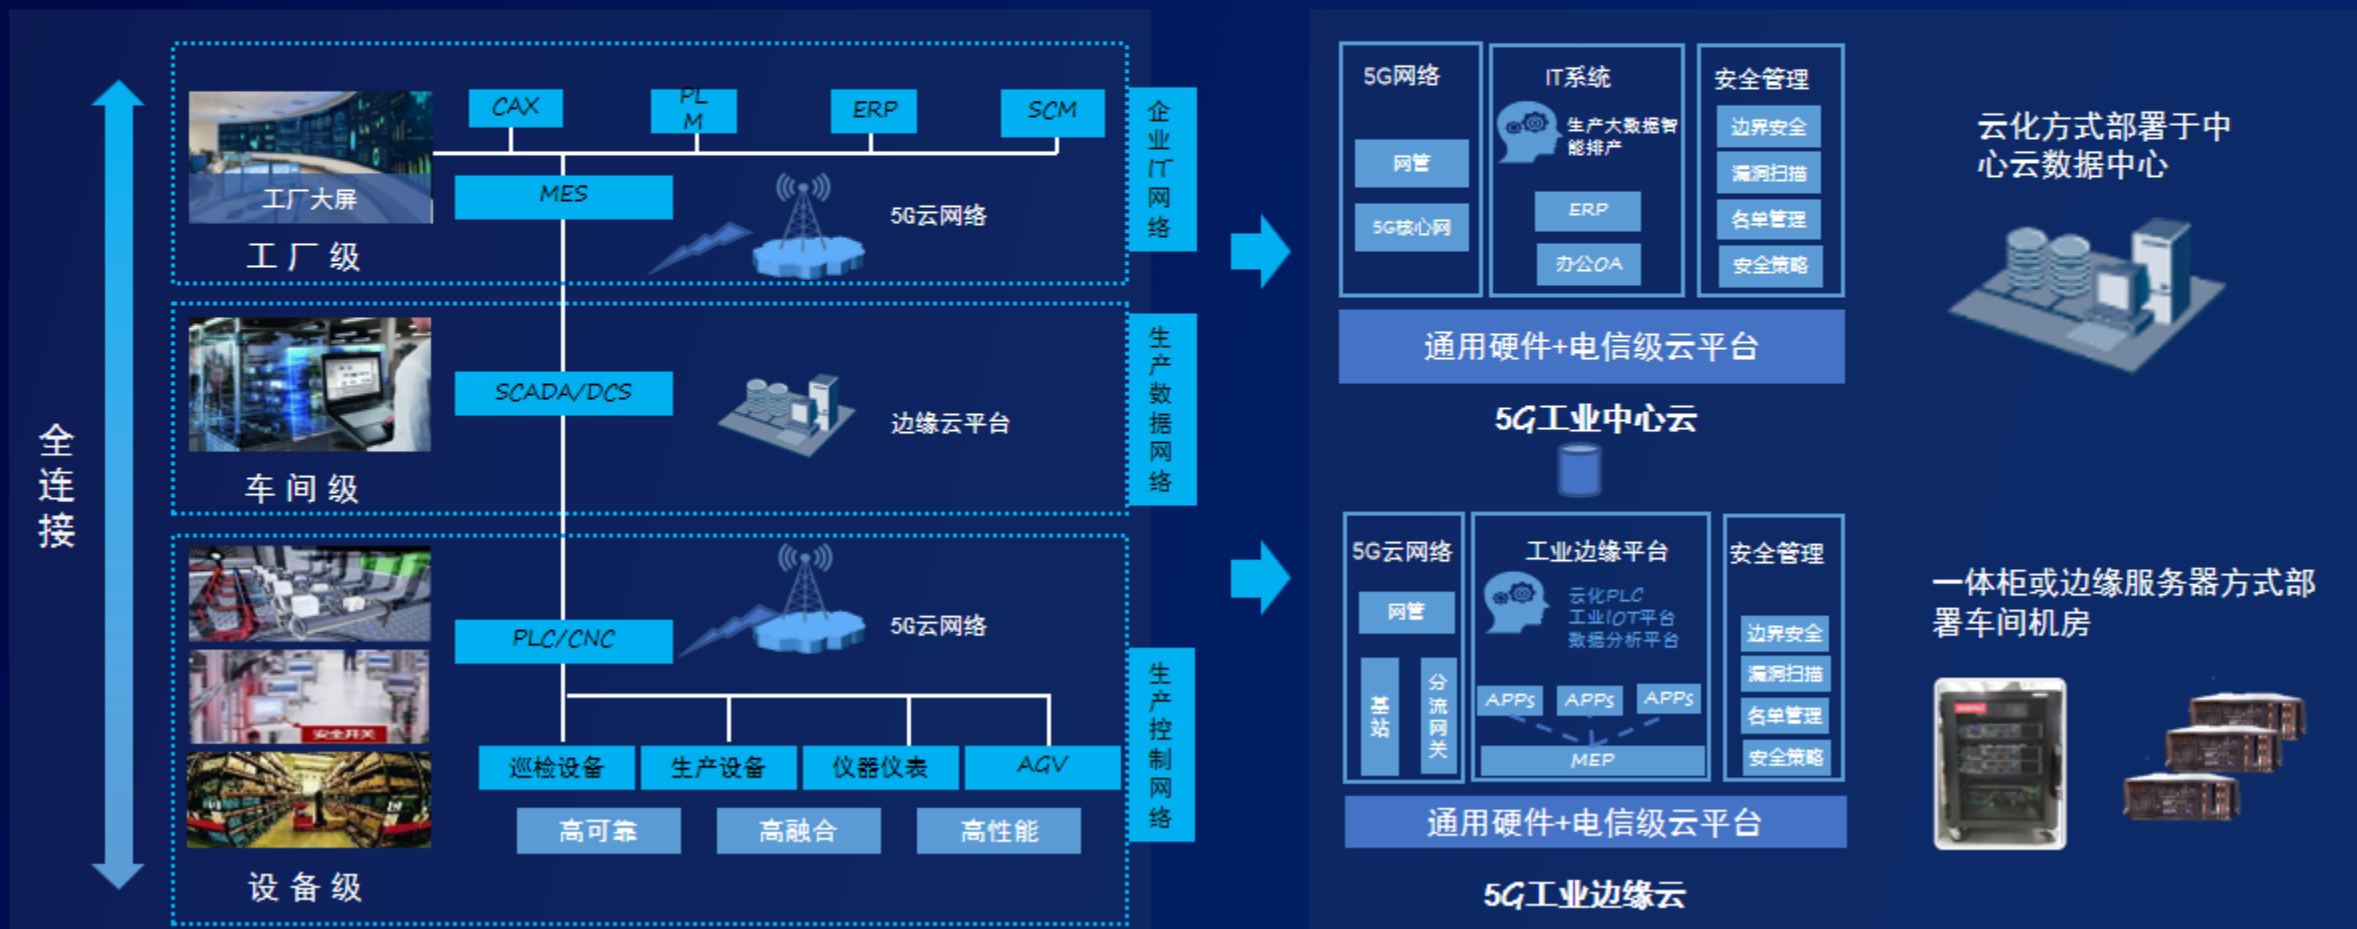 全
连
接
CAX
PL
M
ERP
SCM
工厂大屏
MES
5G云网络
工厂级
企
业
IT
网
络
SCADA/DCS
边缘云平台
车间级
生
产
数
据
网
络
PLC/CNC
5G云网络
安全开关
巡检设备
生产设备
仪器仪表
AGV
高可靠
高融合
高性能
设备级
生
产
控
制
网
络
5G网络
网管
5G核心网
IT系统
生产大数据智
能排产
ERP
办公OA
安全管理
边界安全
漏洞扫描
名单管理
安全策略
通用硬件+电信级云平台
5G工业中心云
云化方式部署于中
心云数据中心
5G云网络
网管
基
站
分
流
网
关
工业边缘平台
云化PLC
工业IOT平台
数据分析平台
APPs
APPs
APPs
MEP
安全管理
边界安全
漏洞扫描
名单管理
安全策略
通用硬件+电信级云平台
5G工业边缘云
一体柜或边缘服务器方式部
署车间机房